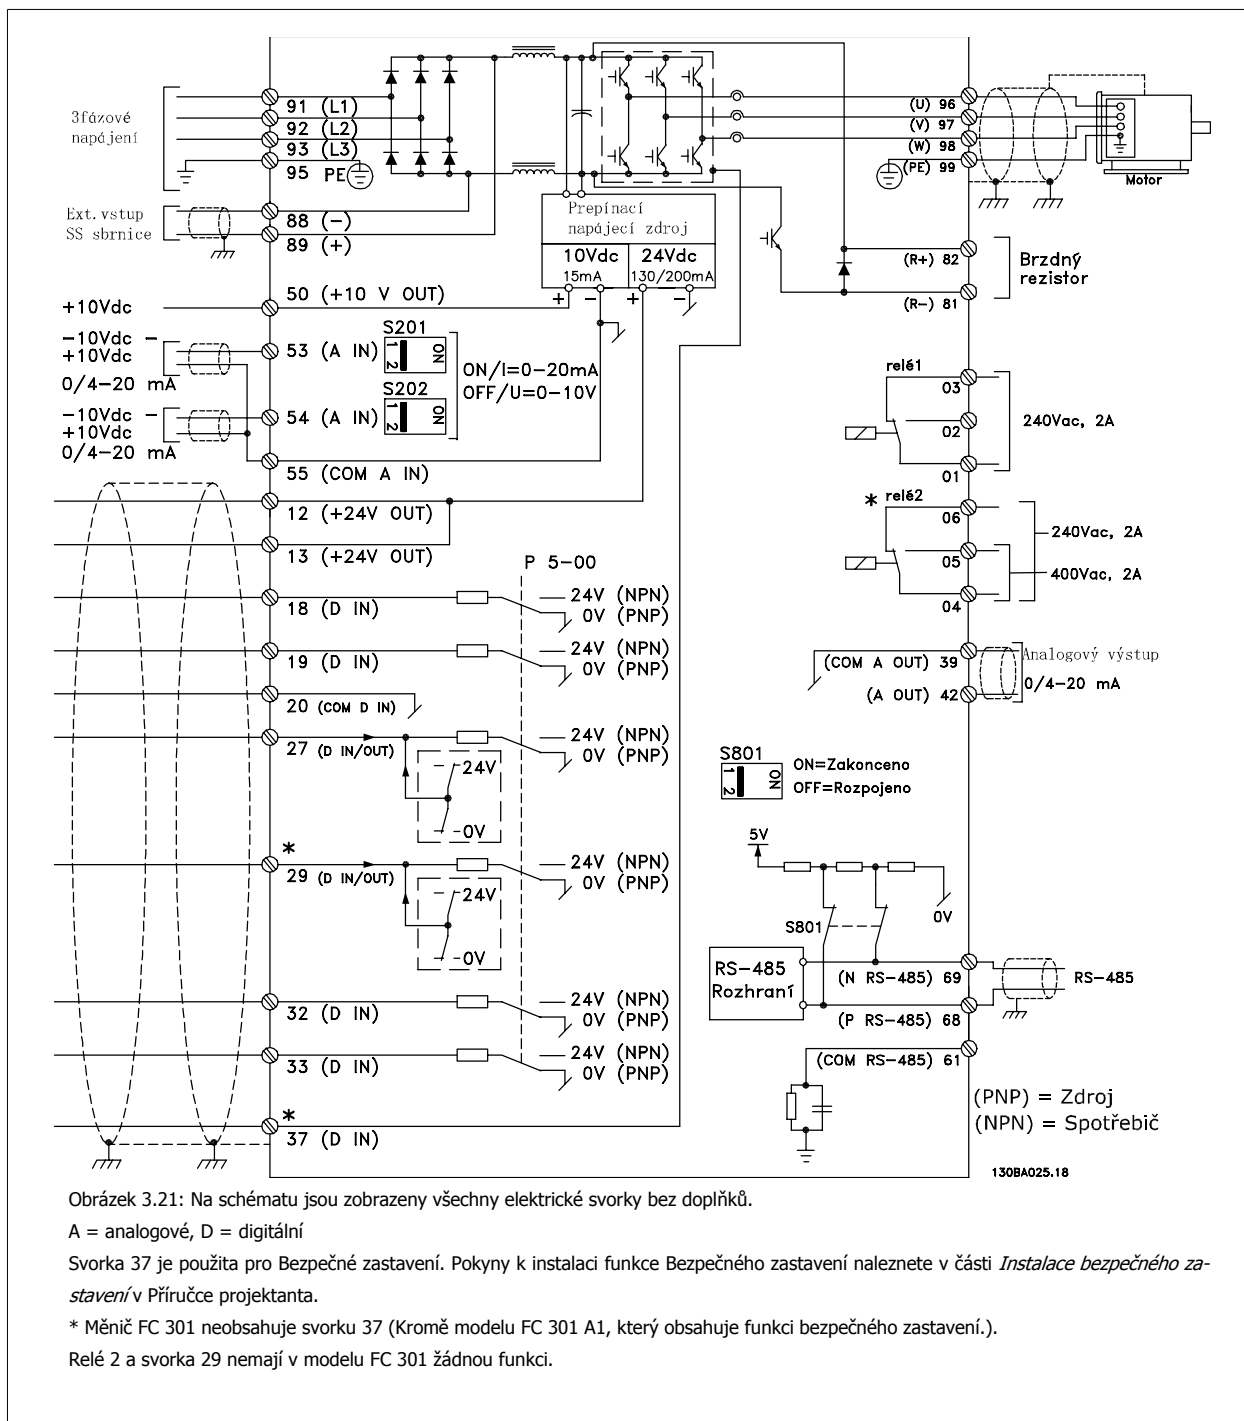 3fázové
napájení
91 (L1)
92 (L2)
93 (L3)
95 PE
Ext.vstup
SS sbrnice
88 (−)
89 (+)
Prepínací
napájecí zdroj
10Vdc
15mA
24Vdc
130/200mA
+ − + −
(U) 96
(V) 97
(W) 98
(PE) 99
Motor
(R+) 82
(R−) 81
Brzdný
rezistor
+10Vdc
50 (+10 V OUT)
−10Vdc −
+10Vdc
0/4−20 mA
53 (A IN)
S201
1 2
ON
ON/I=0−20mA
OFF/U=0−10V
−10Vdc −
+10Vdc
0/4−20 mA
54 (A IN)
S202
1 2
ON
55 (COM A IN)
12 (+24V OUT)
13 (+24V OUT)
P 5-00
18 (D IN)
24V (NPN)
0V (PNP)
19 (D IN)
24V (NPN)
0V (PNP)
20 (COM D IN)
27 (D IN/OUT)
24V (NPN)
0V (PNP)
24V
0V
*
29 (D IN/OUT)
24V (NPN)
0V (PNP)
24V
0V
32 (D IN)
24V (NPN)
0V (PNP)
33 (D IN)
24V (NPN)
0V (PNP)
*
37 (D IN)
relé1
03
02
01
240Vac, 2A
* relé2
06
05
04
240Vac, 2A
400Vac, 2A
(COM A OUT) 39
(A OUT) 42
Analogový výstup
0/4−20 mA
S801
1 2
ON
ON=Zakonceno
OFF=Rozpojeno
5V
0V
S801
RS−485
Rozhraní
(N RS−485) 69
(P RS−485) 68
(COM RS−485) 61
RS−485
(PNP) = Zdroj
(NPN) = Spotřebič
130BA025.18
Obrázek 3.21: Na schématu jsou zobrazeny všechny elektrické svorky bez doplňků.
A = analogové, D = digitální
Svorka 37 je použita pro Bezpečné zastavení. Pokyny k instalaci funkce Bezpečného zastavení naleznete v části Instalace bezpečného za-
stavení v Příručce projektanta.
* Měnič FC 301 neobsahuje svorku 37 (Kromě modelu FC 301 A1, který obsahuje funkci bezpečného zastavení.).
Relé 2 a svorka 29 nemají v modelu FC 301 žádnou funkci.